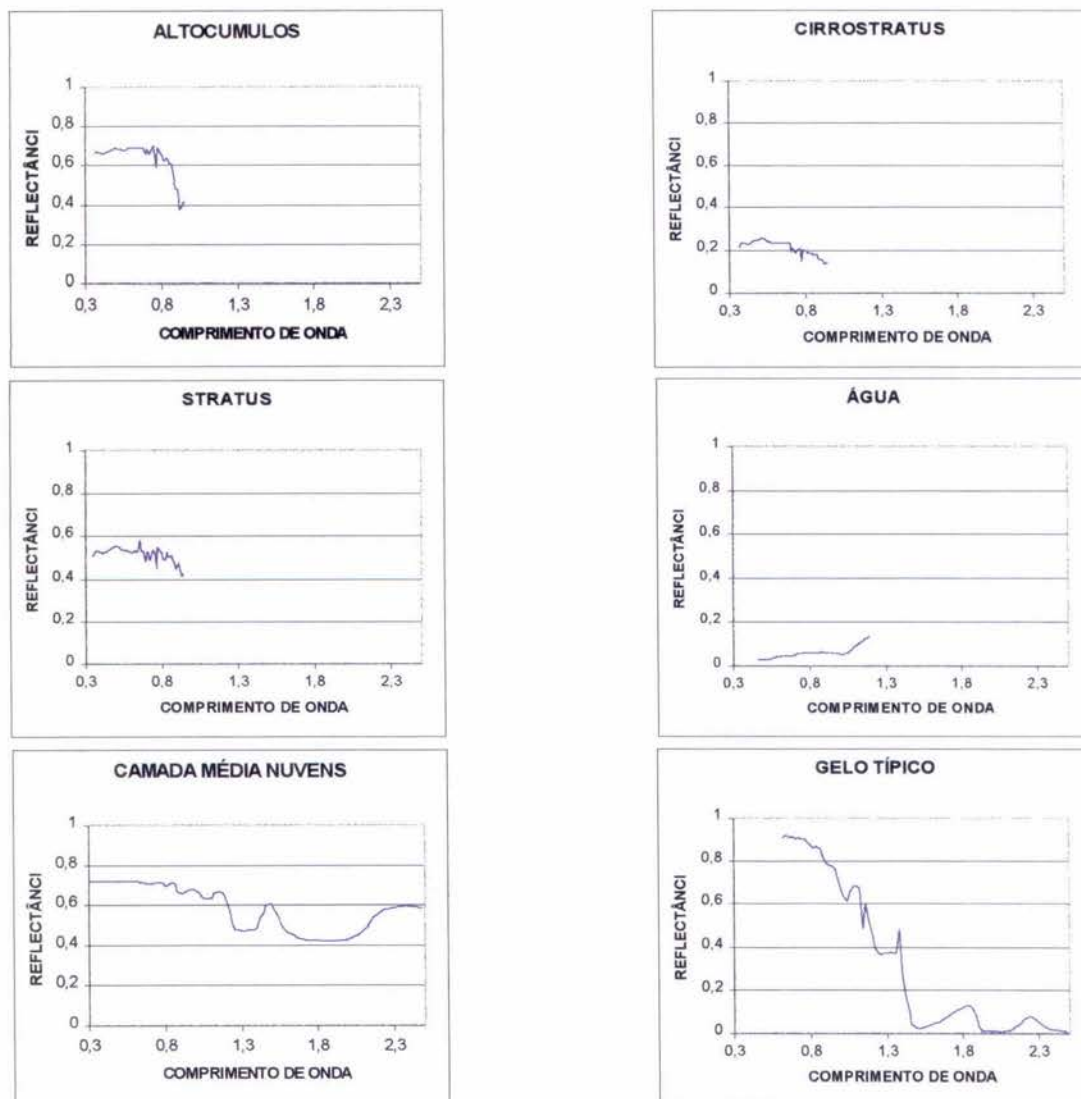 ALTOCUMULOS
REFLECTÂNCI
1
0,8
0,6
0,4
0,2
0
0,3 0,8 1,3 1,8 2,3
COMPRIMENTO DE ONDA
CIRROSTRATUS
REFLECTÂNCI
1
0,8
0,6
0,4
0,2
0
0,3 0,8 1,3 1,8 2,3
COMPRIMENTO DE ONDA
STRATUS
REFLECTÂNCI
1
0,8
0,6
0,4
0,2
0
0,3 0,8 1,3 1,8 2,3
COMPRIMENTO DE ONDA
ÁGUA
REFLECTÂNCI
1
0,8
0,6
0,4
0,2
0
0,3 0,8 1,3 1,8 2,3
COMPRIMENTO DE ONDA
CAMADA MÉDIA NUVENS
REFLECTÂNCI
1
0,8
0,6
0,4
0,2
0
0,3 0,8 1,3 1,8 2,3
COMPRIMENTO DE ONDA
GELO TÍPICO
REFLECTÂNCI
1
0,8
0,6
0,4
0,2
0
0,3 0,8 1,3 1,8 2,3
COMPRIMENTO DE ONDA